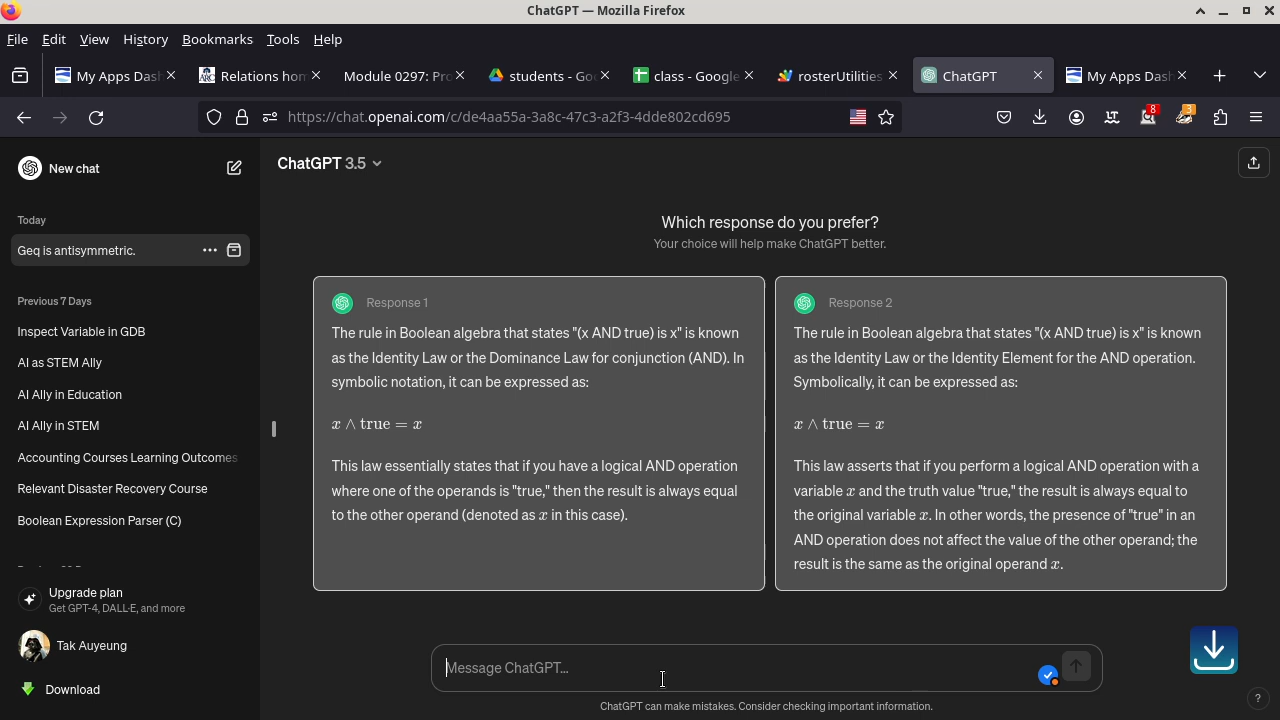 ChatGPT — Mozilla Firefox
File Edit View History Bookmarks Tools Help
My Apps Dash
Relations hom
Module 0297: Pro
students - Goo
class - Google
rosterUtilities
ChatGPT
My Apps Dash
https://chat.openai.com/c/de4aa55a-3a8c-47c3-a2f3-4dde802cd695
8
3
New chat
Today
Geq is antisymmetric.
Previous 7 Days
Inspect Variable in GDB
AI as STEM Ally
AI Ally in Education
AI Ally in STEM
Accounting Courses Learning Outcomes
Relevant Disaster Recovery Course
Boolean Expression Parser (C)
Upgrade plan
Get GPT-4, DALL·E, and more
Tak Auyeung
Download
ChatGPT 3.5
Which response do you prefer?
Your choice will help make ChatGPT better.
Response 1
The rule in Boolean algebra that states "(x AND true) is x" is known
as the Identity Law or the Dominance Law for conjunction (AND). In
symbolic notation, it can be expressed as:
x ∧ true = x
This law essentially states that if you have a logical AND operation
where one of the operands is "true," then the result is always equal
to the other operand (denoted as x in this case).
Response 2
The rule in Boolean algebra that states "(x AND true) is x" is known
as the Identity Law or the Identity Element for the AND operation.
Symbolically, it can be expressed as:
x ∧ true = x
This law asserts that if you perform a logical AND operation with a
variable x and the truth value "true," the result is always equal to
the original variable x. In other words, the presence of "true" in an
AND operation does not affect the value of the other operand; the
result is the same as the original operand x.
Message ChatGPT...
ChatGPT can make mistakes. Consider checking important information.
?